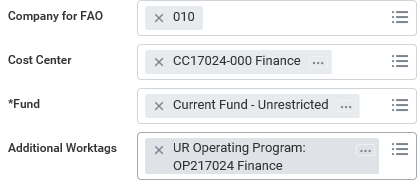 Company for FAO
× 010
Cost Center
× CC17024-000 Finance ...
*Fund
× Current Fund - Unrestricted ...
Additional Worktags
× UR Operating Program: ...
OP217024 Finance